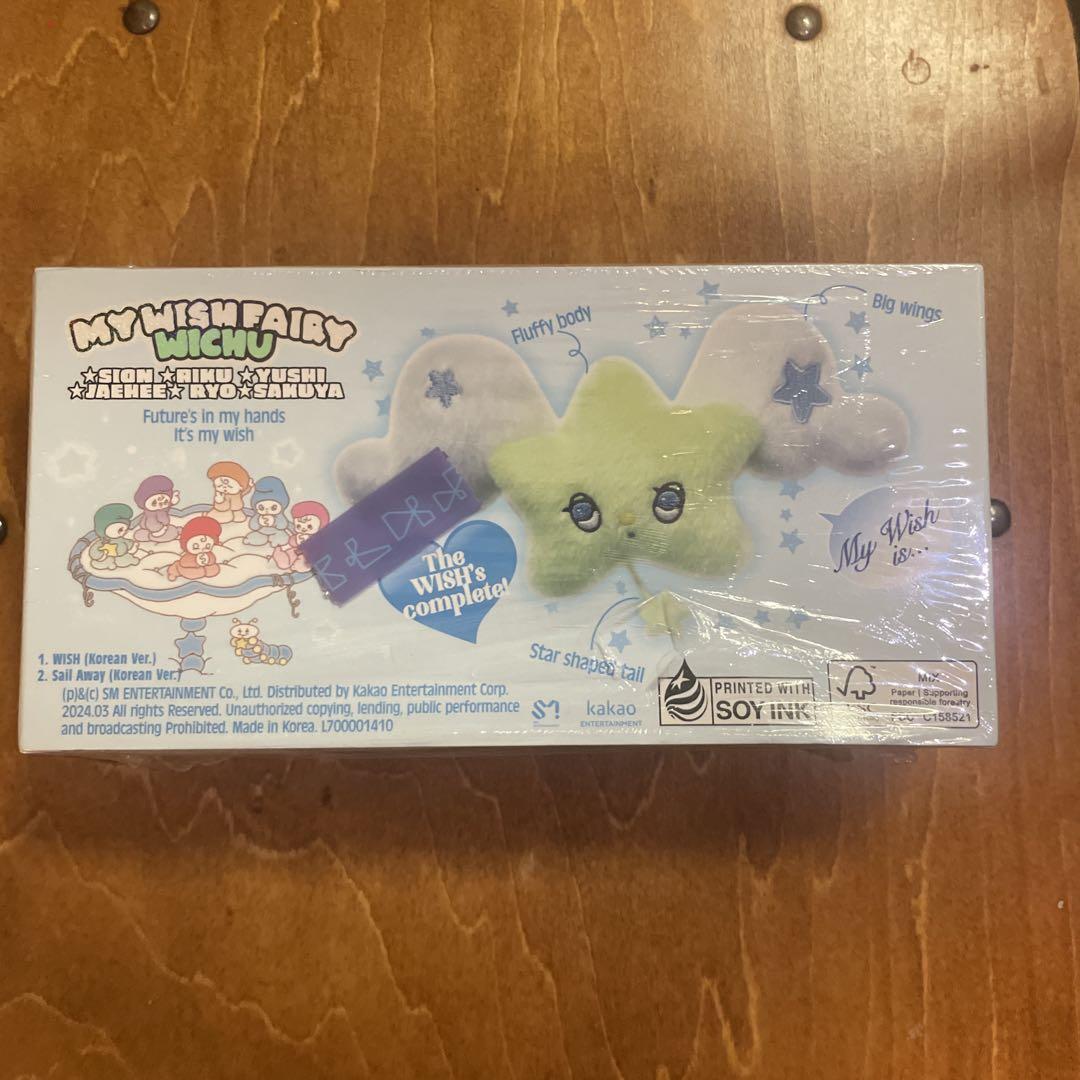 MY WISH FAIRY
WICHU
★SION ★RIKU ★YUSHI
★JAEHEE★ RYO★SAKUYA
Future's in my hands
It's my wish
Fluffy body
Big wings
The
WISH's
complete!
My Wish
is...
Star shaped tail
1. WISH (Korean Ver.)
2. Sail Away (Korean Ver.)
(p)&(c) SM ENTERTAINMENT Co., Ltd. Distributed by Kakao Entertainment Corp.
2024.03 All rights Reserved. Unauthorized copying, lending, public performance
and broadcasting Prohibited. Made in Korea. L700001410
SM
kakao
ENTERTAINMENT
PRINTED WITH
SOY INK
MIX
Paper | Supporting
responsible forestry
FSC
C158521